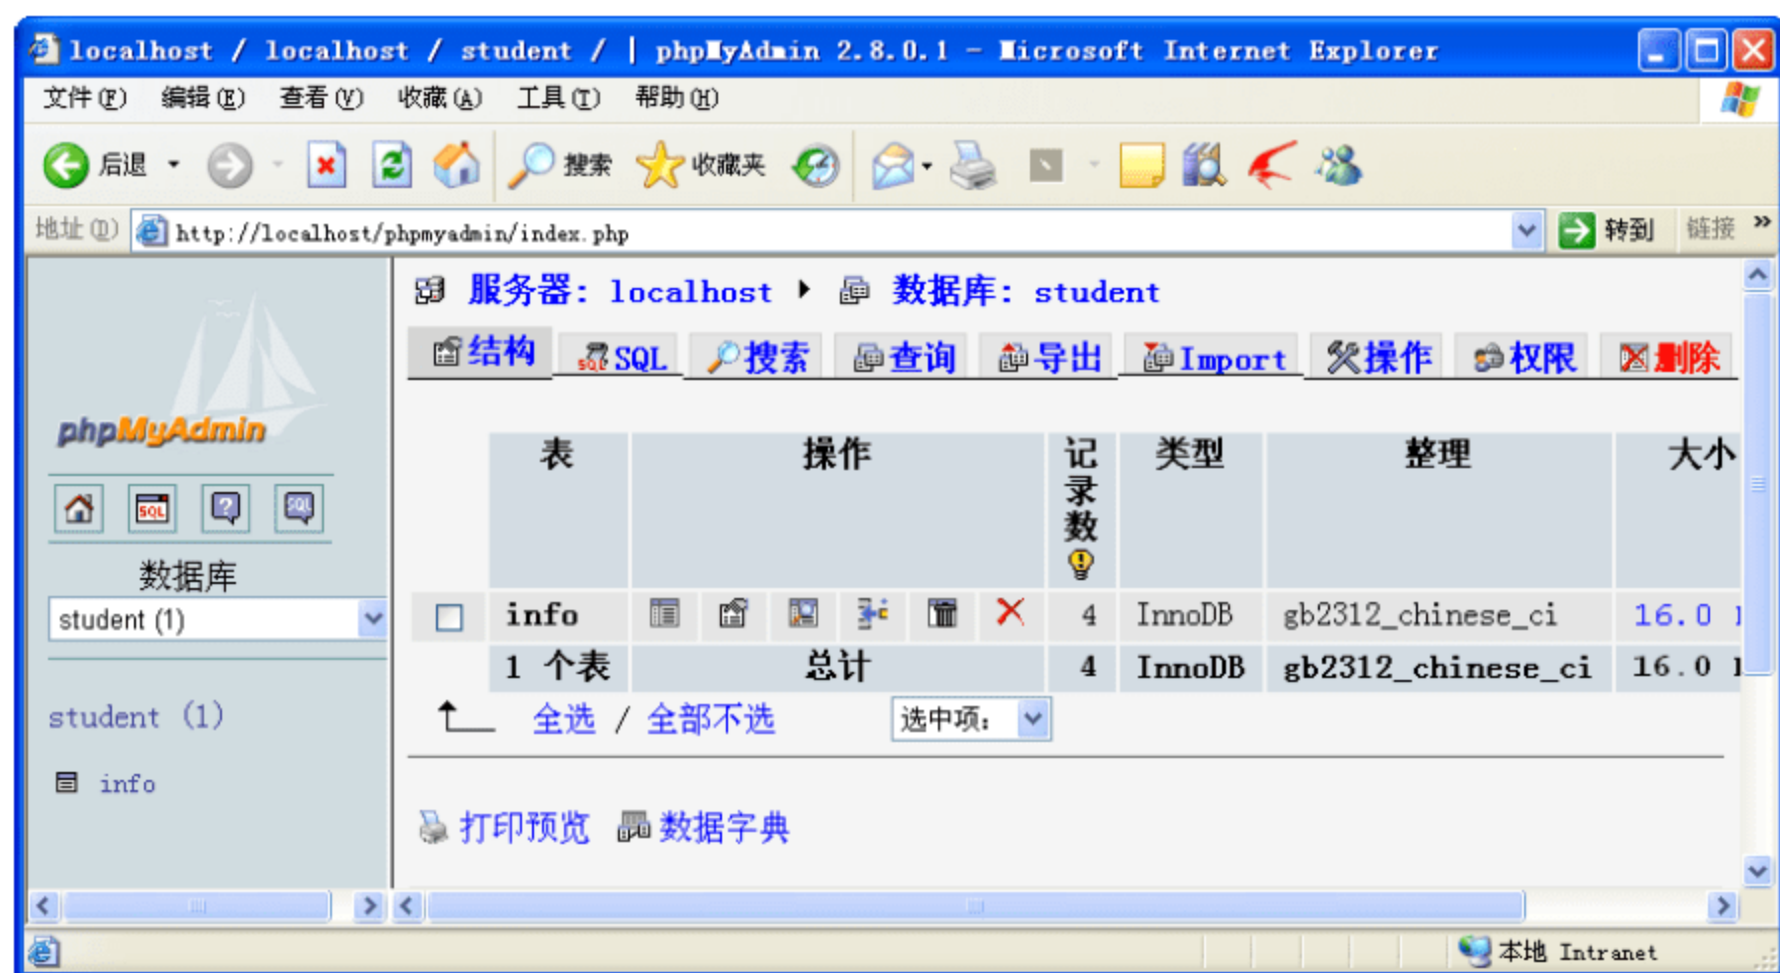 localhost / localhost / student / | phpMyAdmin 2.8.0.1 - Microsoft Internet Explorer
文件(F) 编辑(E) 查看(V) 收藏(A) 工具(T) 帮助(H)
后退 搜索 收藏夹
地址(D) http://localhost/phpmyadmin/index.php 转到 链接 »
服务器: localhost 数据库: student
结构 SQL 搜索 查询 导出 Import 操作 权限 删除
phpMyAdmin
SQL ? SQL
数据库
student (1)
student (1)
info
表 操作 记录数 类型 整理 大小
info 4 InnoDB gb2312_chinese_ci 16.0
1 个表 总计 4 InnoDB gb2312_chinese_ci 16.0
全选 / 全部不选 选中项:
打印预览 数据字典
本地 Intranet